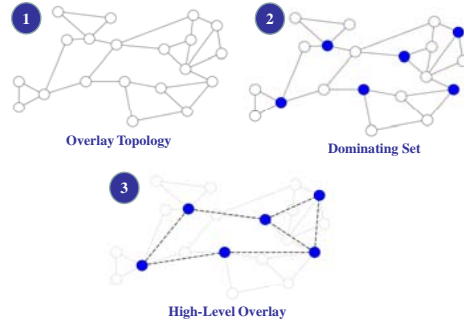 1
2
Overlay Topology
Dominating Set
3
High-Level Overlay